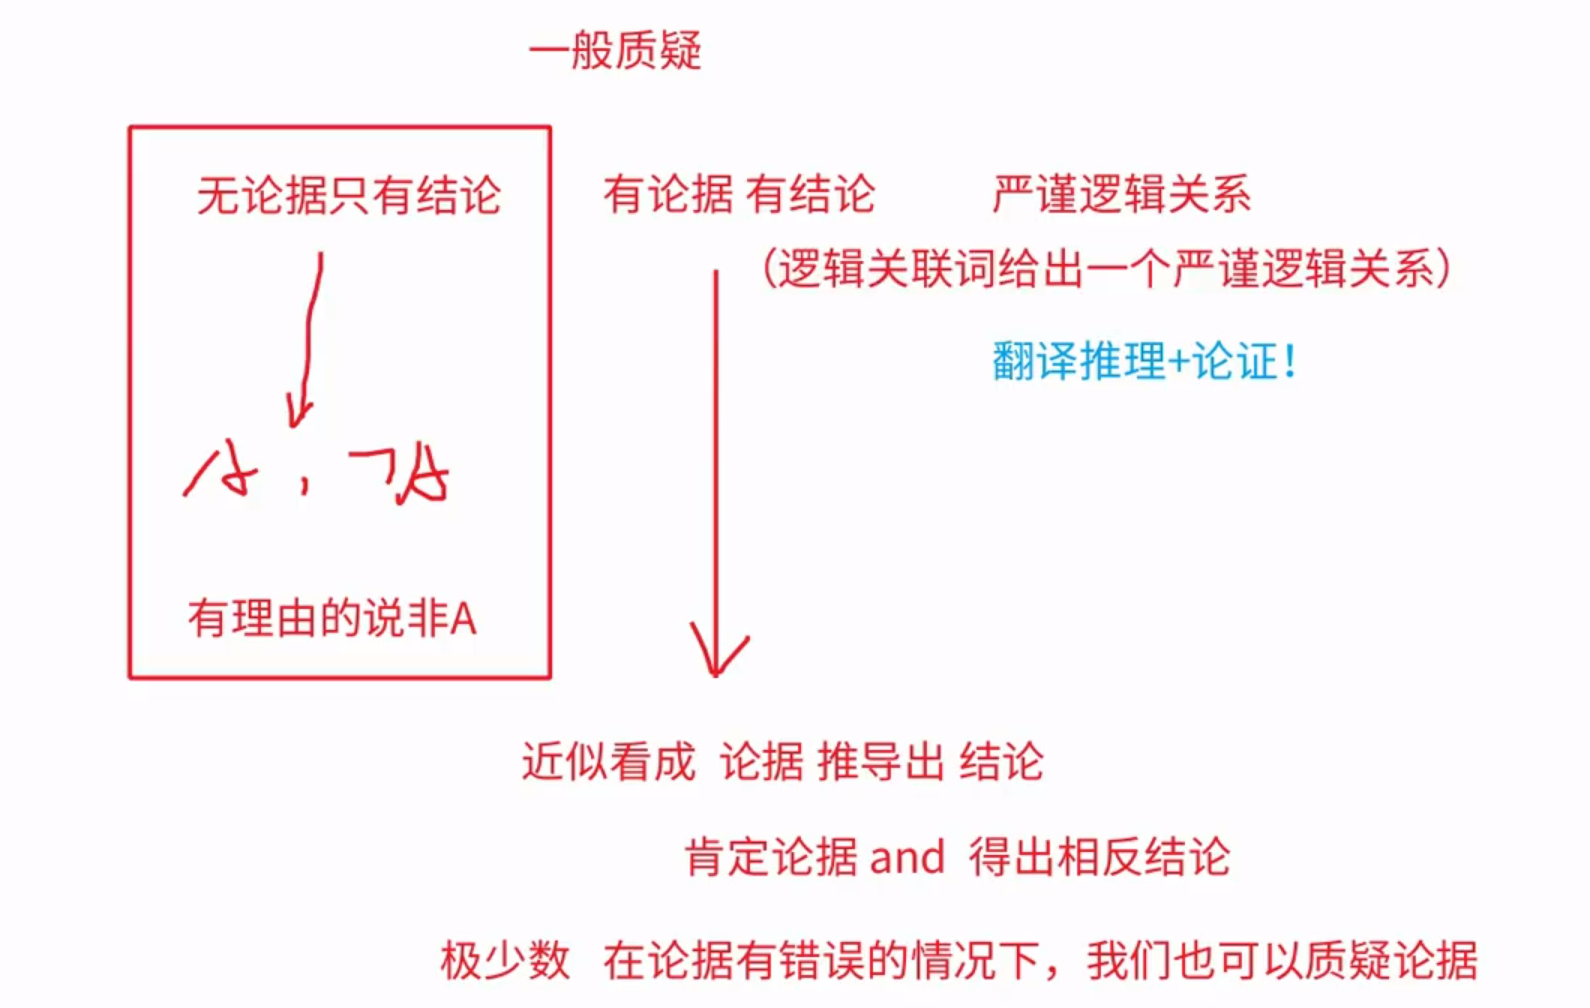 一般质疑
无论据只有结论
有论据 有结论 严谨逻辑关系
（逻辑关联词给出一个严谨逻辑关系）
翻译推理+论证！
A，¬A
有理由的说非A
近似看成 论据 推导出 结论
肯定论据 and 得出相反结论
极少数 在论据有错误的情况下，我们也可以质疑论据